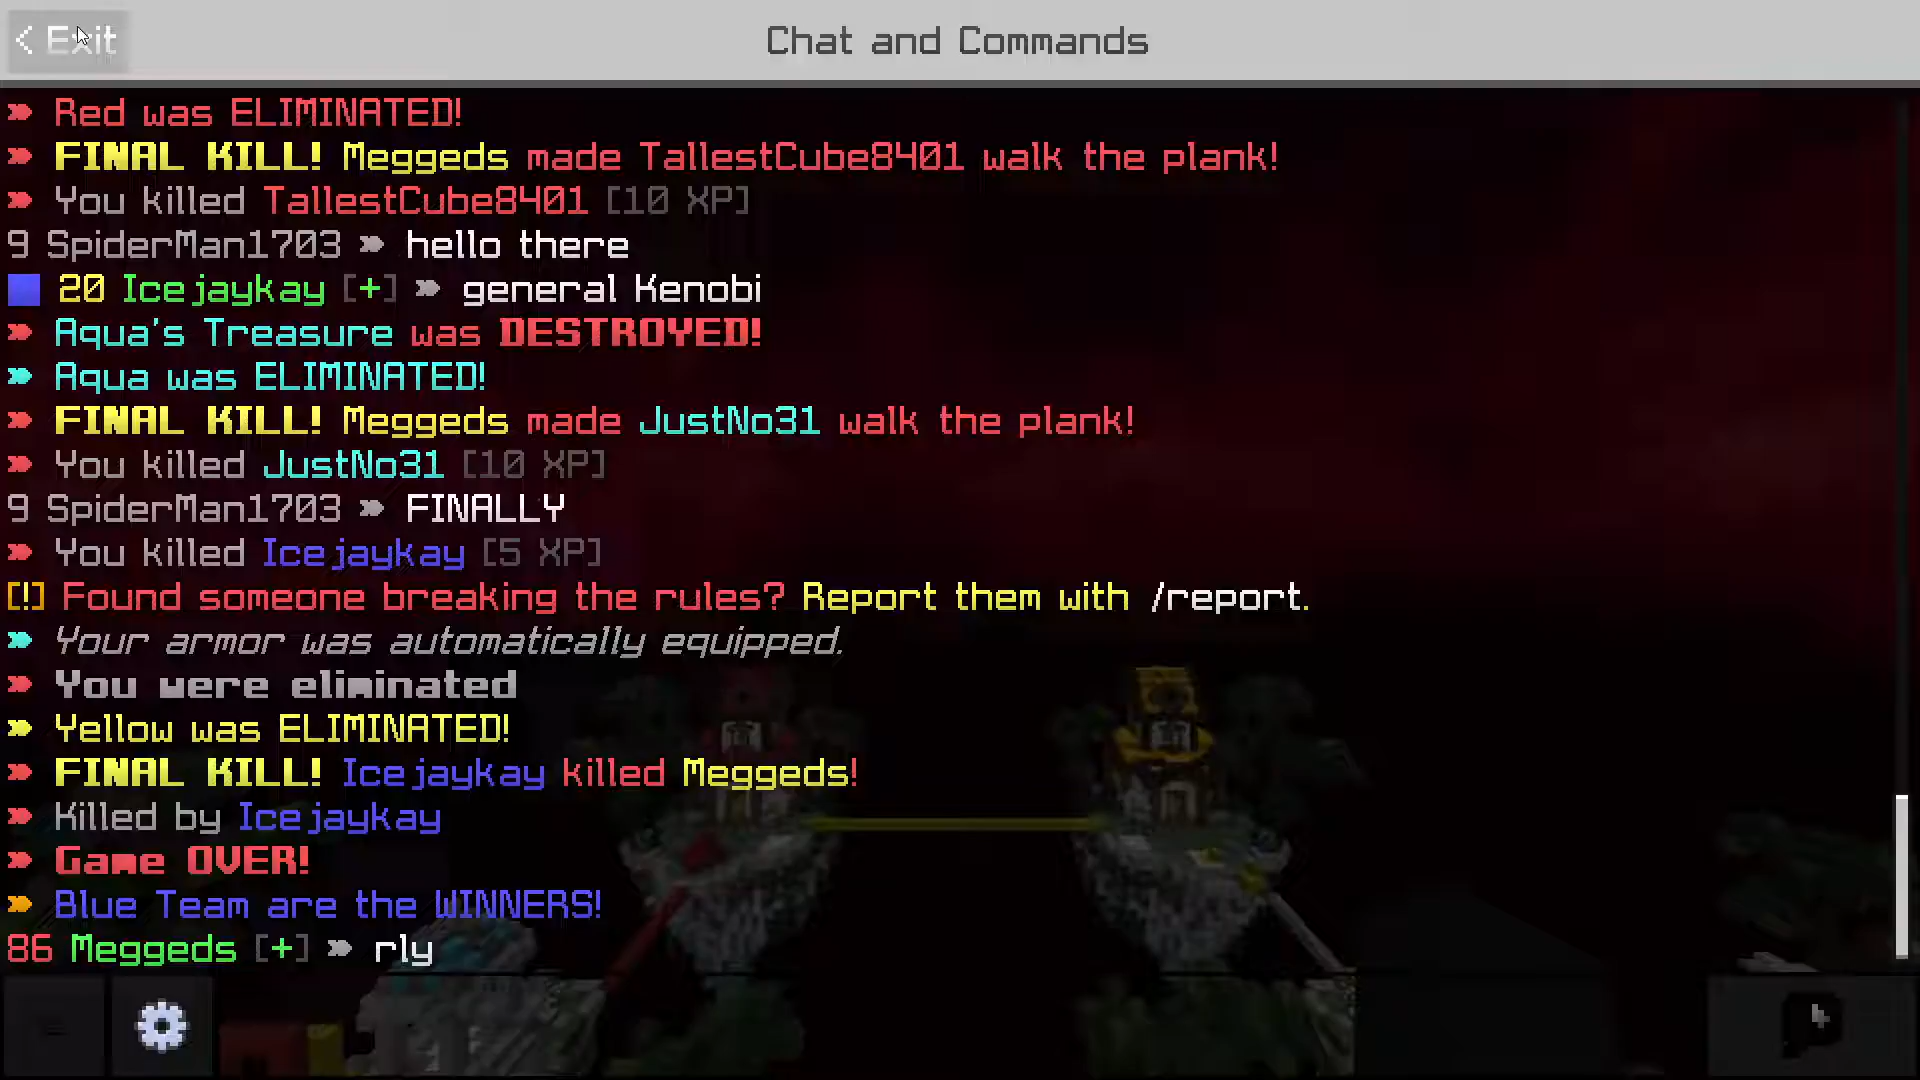 < Exit
Chat and Commands
» Red was ELIMINATED!
» FINAL KILL! Meggeds made TallestCube8401 walk the plank!
» You killed TallestCube8401 [10 XP]
9 SpiderMan1703 » hello there
20 Icejaykay [+] » general Kenobi
» Aqua's Treasure was DESTROYED!
» Aqua was ELIMINATED!
» FINAL KILL! Meggeds made JustNo31 walk the plank!
» You killed JustNo31 [10 XP]
9 SpiderMan1703 » FINALLY
» You killed Icejaykay [5 XP]
[!] Found someone breaking the rules? Report them with /report.
» Your armor was automatically equipped.
» You were eliminated
» Yellow was ELIMINATED!
» FINAL KILL! Icejaykay killed Meggeds!
» Killed by Icejaykay
» Game OVER!
» Blue Team are the WINNERS!
86 Meggeds [+] » rly